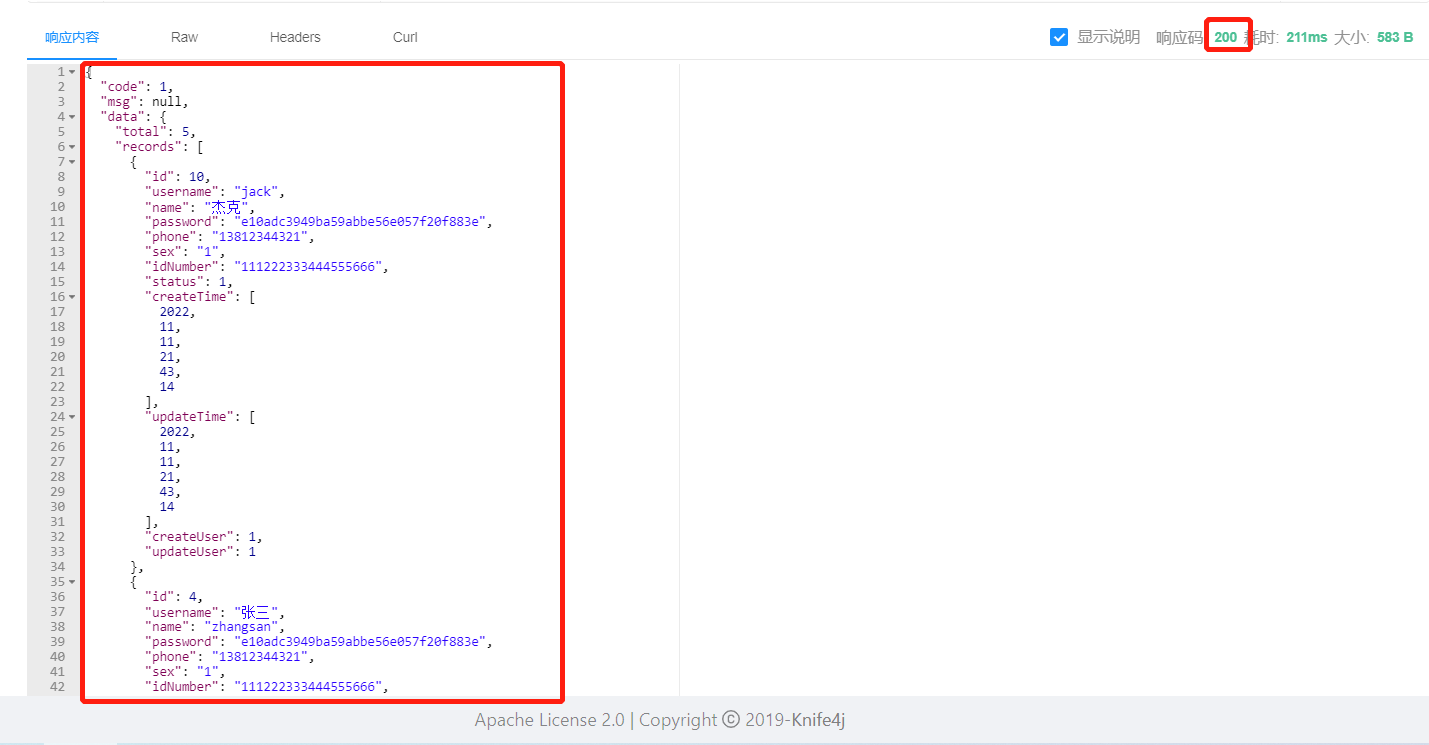 响应内容 Raw Headers Curl 显示说明 响应码 200 耗时: 211ms 大小: 583 B
1 {
2 "code": 1,
3 "msg": null,
4 "data": {
5 "total": 5,
6 "records": [
7 {
8 "id": 10,
9 "username": "jack",
10 "name": "杰克",
11 "password": "e10adc3949ba59abbe56e057f20f883e",
12 "phone": "13812344321",
13 "sex": "1",
14 "idNumber": "111222333444555666",
15 "status": 1,
16 "createTime": [
17 2022,
18 11,
19 11,
20 21,
21 43,
22 14
23 ],
24 "updateTime": [
25 2022,
26 11,
27 11,
28 21,
29 43,
30 14
31 ],
32 "createUser": 1,
33 "updateUser": 1
34 },
35 {
36 "id": 4,
37 "username": "张三",
38 "name": "zhangsan",
39 "password": "e10adc3949ba59abbe56e057f20f883e",
40 "phone": "13812344321",
41 "sex": "1",
42 "idNumber": "111222333444555666",
Apache License 2.0 | Copyright © 2019-Knife4j